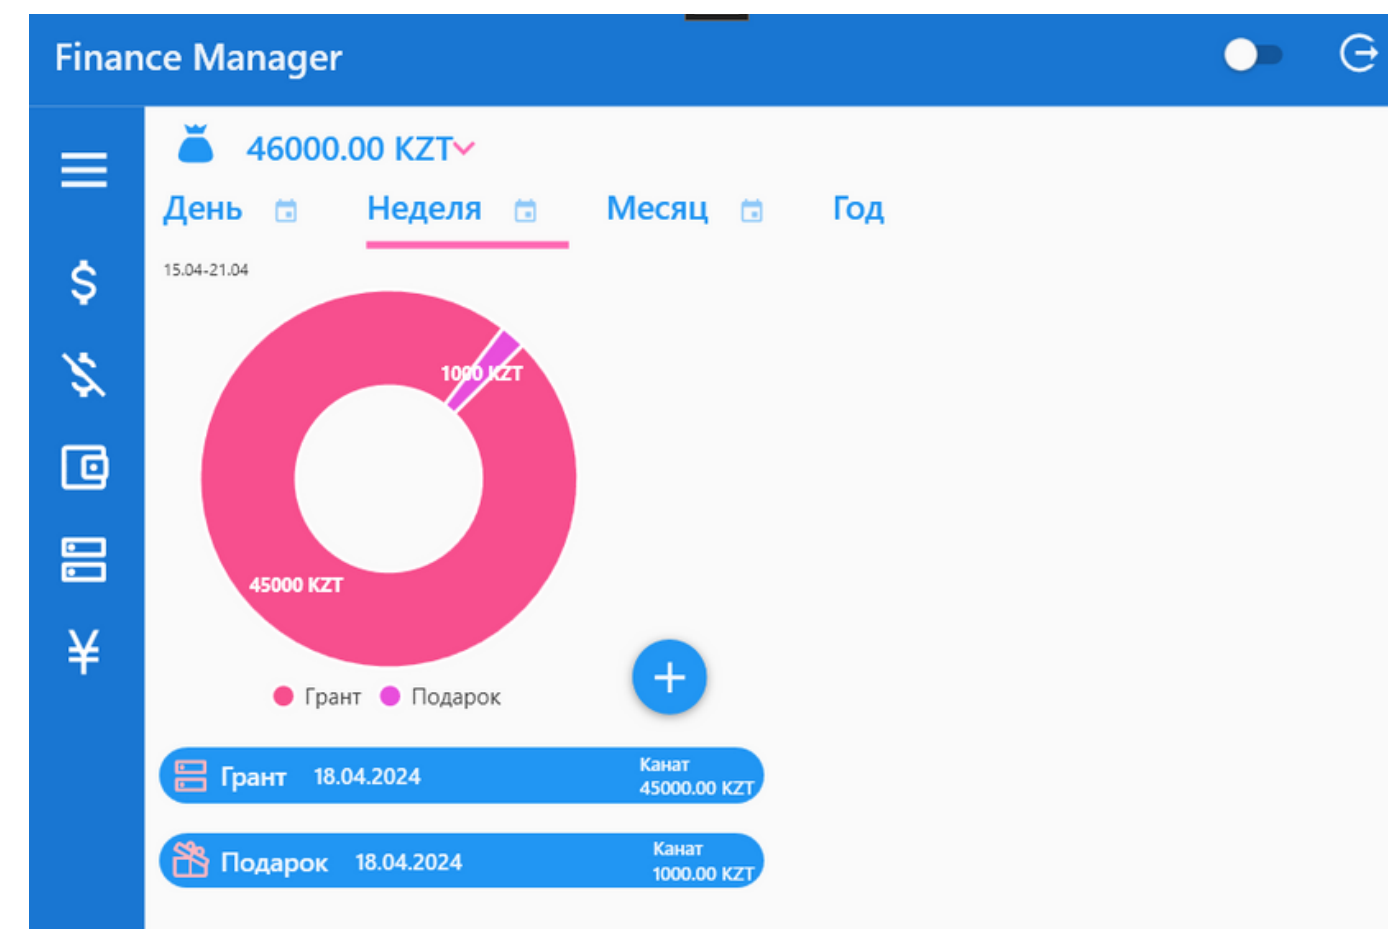 Finance Manager
46000.00 KZT
День Неделя Месяц Год
15.04-21.04
1000 KZT
45000 KZT
Грант Подарок
Грант 18.04.2024 Канат
45000.00 KZT
Подарок 18.04.2024 Канат
1000.00 KZT